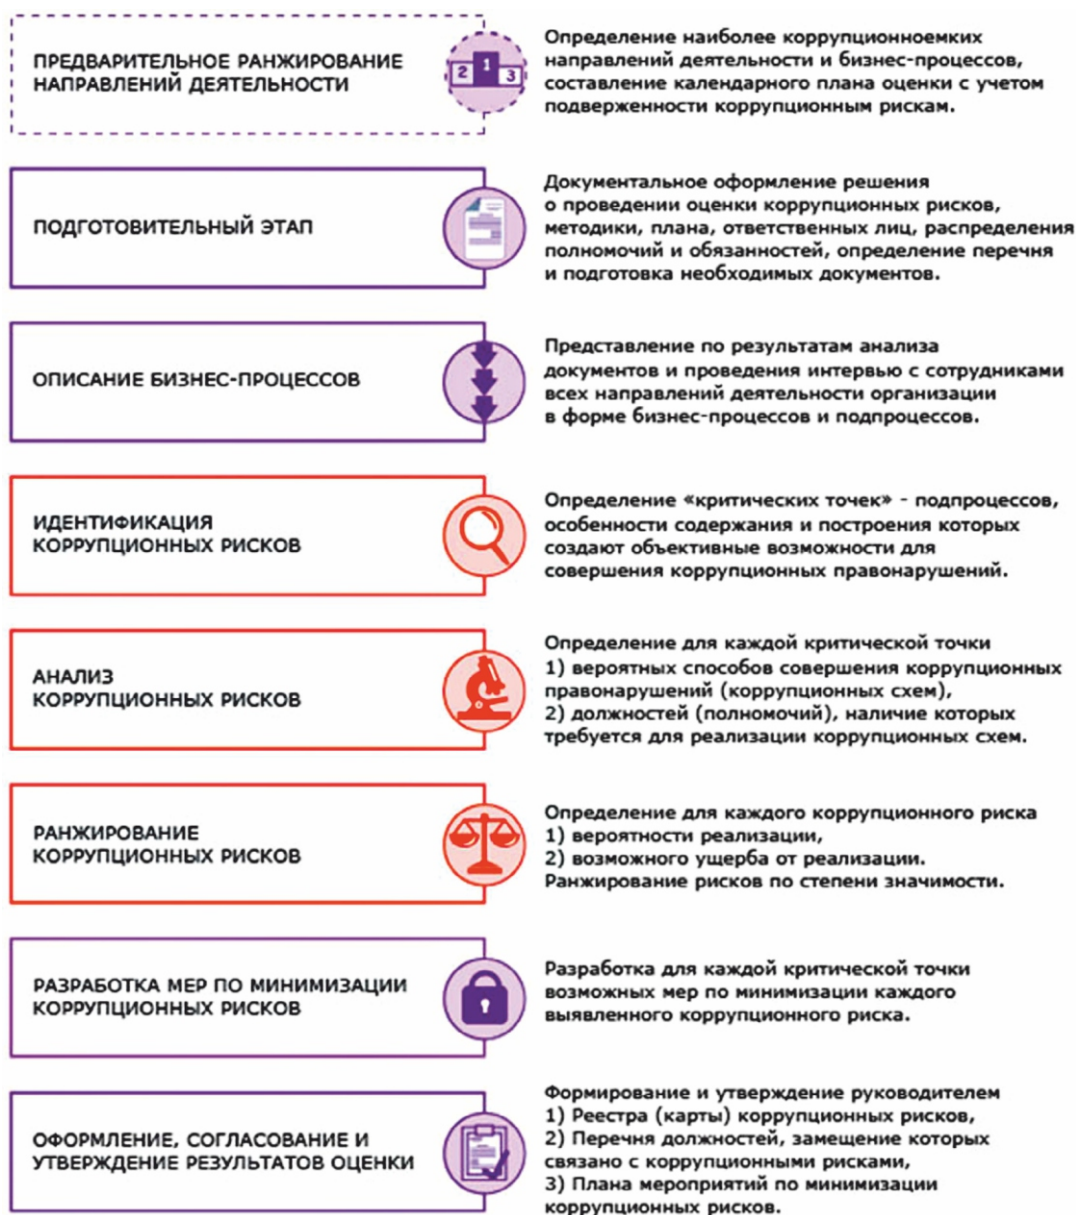 ПРЕДВАРИТЕЛЬНОЕ РАНЖИРОВАНИЕ
НАПРАВЛЕНИЙ ДЕЯТЕЛЬНОСТИ
2 1 3
Определение наиболее коррупционноемких
направлений деятельности и бизнес-процессов,
составление календарного плана оценки с учетом
подверженности коррупционным рискам.
ПОДГОТОВИТЕЛЬНЫЙ ЭТАП
Документальное оформление решения
о проведении оценки коррупционных рисков,
методики, плана, ответственных лиц, распределения
полномочий и обязанностей, определение перечня
и подготовка необходимых документов.
ОПИСАНИЕ БИЗНЕС-ПРОЦЕССОВ
Представление по результатам анализа
документов и проведения интервью с сотрудниками
всех направлений деятельности организации
в форме бизнес-процессов и подпроцессов.
ИДЕНТИФИКАЦИЯ
КОРРУПЦИОННЫХ РИСКОВ
Определение «критических точек» - подпроцессов,
особенности содержания и построения которых
создают объективные возможности для
совершения коррупционных правонарушений.
АНАЛИЗ
КОРРУПЦИОННЫХ РИСКОВ
Определение для каждой критической точки
1) вероятных способов совершения коррупционных
правонарушений (коррупционных схем),
2) должностей (полномочий), наличие которых
требуется для реализации коррупционных схем.
РАНЖИРОВАНИЕ
КОРРУПЦИОННЫХ РИСКОВ
Определение для каждого коррупционного риска
1) вероятности реализации,
2) возможного ущерба от реализации.
Ранжирование рисков по степени значимости.
РАЗРАБОТКА МЕР ПО МИНИМИЗАЦИИ
КОРРУПЦИОННЫХ РИСКОВ
Разработка для каждой критической точки
возможных мер по минимизации каждого
выявленного коррупционного риска.
ОФОРМЛЕНИЕ, СОГЛАСОВАНИЕ И
УТВЕРЖДЕНИЕ РЕЗУЛЬТАТОВ ОЦЕНКИ
Формирование и утверждение руководителем
1) Реестра (карты) коррупционных рисков,
2) Перечня должностей, замещение которых
связано с коррупционными рисками,
3) Плана мероприятий по минимизации
коррупционных рисков.